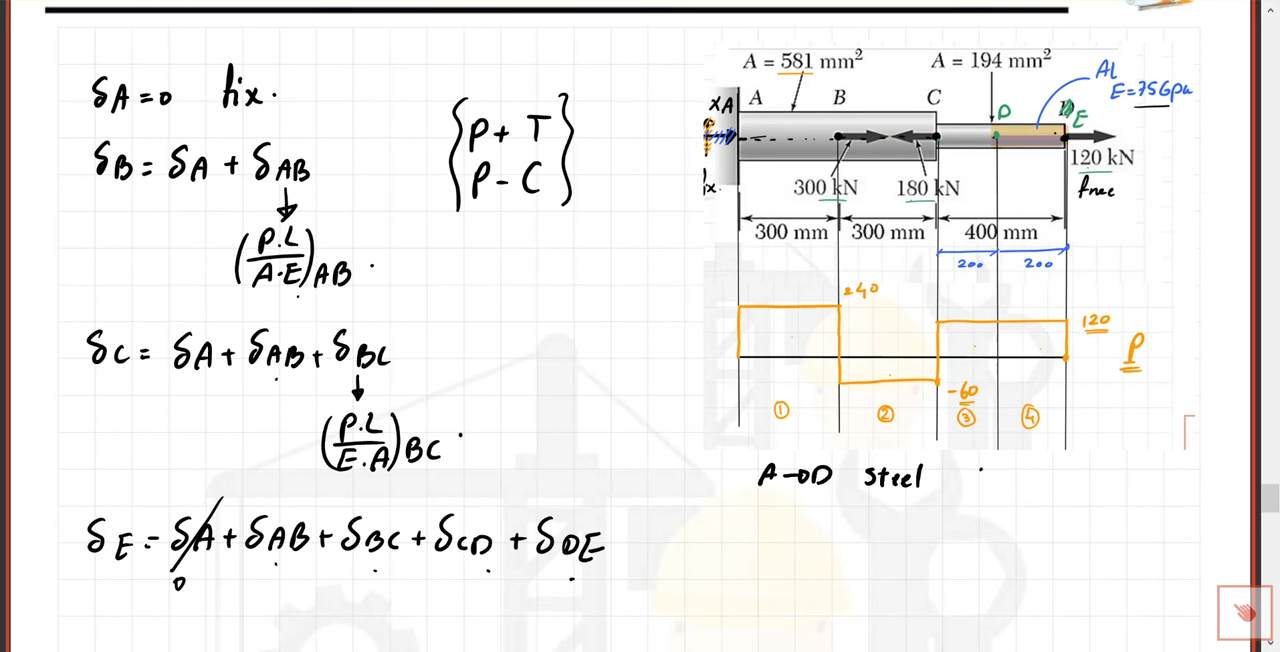 δA = 0 fix.
δB = δA + δAB
(P.L / A.E)AB .
δC = δA + δAB + δBC
(P.L / E.A)BC .
δE = δA + δAB + δBC + δCD + δDE
0
{P + T
P - C}
A = 581 mm² A = 194 mm²
AL
E=75Gpa
A B C D E
300 kN 180 kN 120 kN
free
300 mm 300 mm 400 mm
200 200
240
120
P
-60
① ② ③ ④
A→D steel